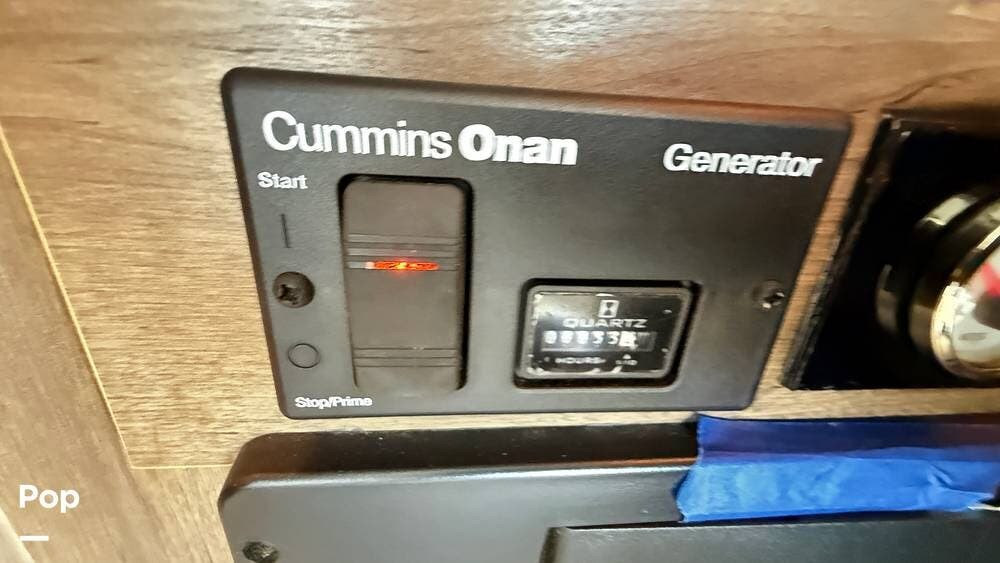 Cummins Onan
Generator
Start
QUARTZ
HOURS
Stop/Prime
Pop